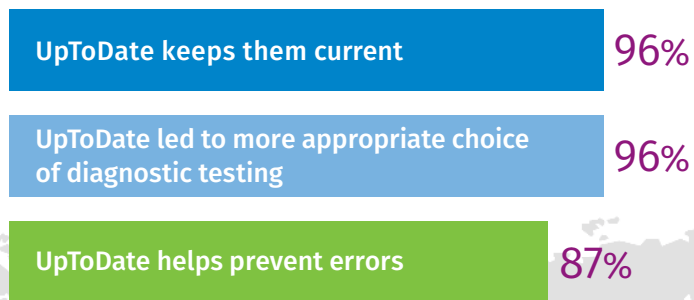 UpToDate keeps them current
96%
UpToDate led to more appropriate choice
of diagnostic testing
96%
UpToDate helps prevent errors
87%